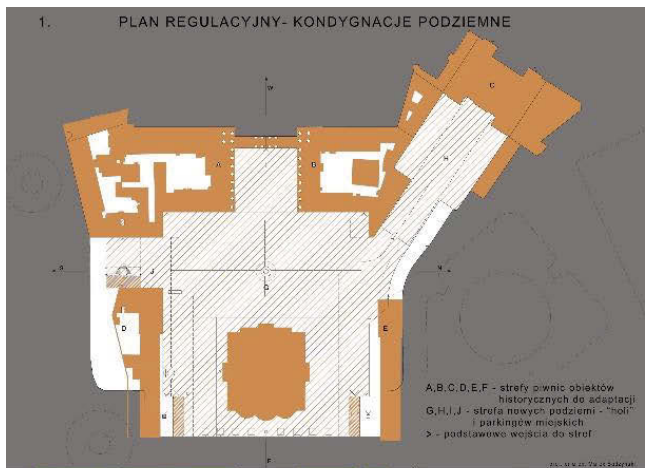 1. PLAN REGULACYJNY- KONDYGNACJE PODZIEMNE
C
W
A
B
I
H
J
S
N
G
D
E
A,B,C,D,E,F - strefy piwnic obiektów
historycznych do adaptacji
G,H,I,J - strefa nowych podziemi - "holi"
i parkingów miejskich
> - podstawowe wejścia do stref